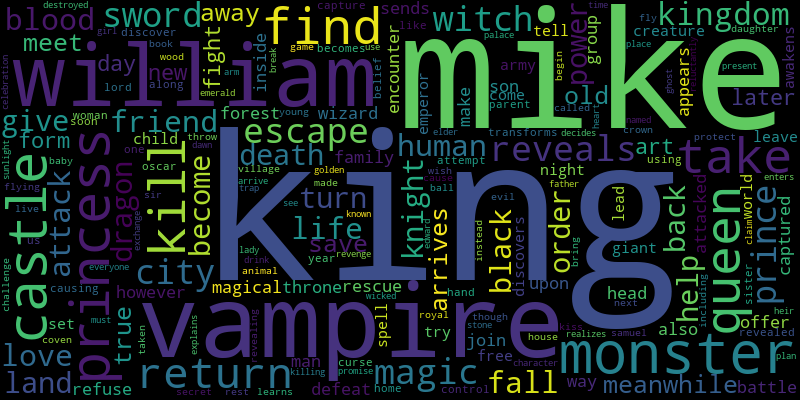 destroyed
blood
sword
away
find
capture
sends
like
time
fly
daughter
kingdom
girl
discover
book
becomes
use
witch
tell
power
group
palace
place
creature
meet
william
fight
inside
game
break
mike
appears
awakens
day
new
wood
emerald
arm
belief
encounter
army
begin
ghost
present
celebration
lord
along
emperor
make
son
come
parent
old
later
give
woman
soon
friend
forest
wizard
young
called
heart
named
crown
protect
form
child
throw
escape
elder
transforms
decides
human
reveals
art
leave
castle
princess
attack
baby
one
oscar
dawn
death
family
attempt
using
take
sunlight
dragon
kill
become
village
golden
made
wish
night
father
enters
flying
exchange
sir
arrive
trap
turn
cause
ball
knight
evil
order
lead
back
attacked
queen
world
claim
prince
live
us
lady
see
life
king
known
edward
black
discovers
bring
giant
captured
everyone
city
drink
save
arrives
instead
help
sister
challenge
causing
however
animal
year
revenge
upon
including
magical
throne
rescue
hand
head
next
offer
heir
set
true
vampire
wicked
spell
royal
though
house
kiss
also
revealed
must
taken
revealing
stone
try
join
realizes
samuel
love
coven
explains
man
curse
free
monster
plan
land
refuse
return
killing
promise
magic
home
fall
way
meanwhile
battle
secret
rest
learns
defeat
control
character